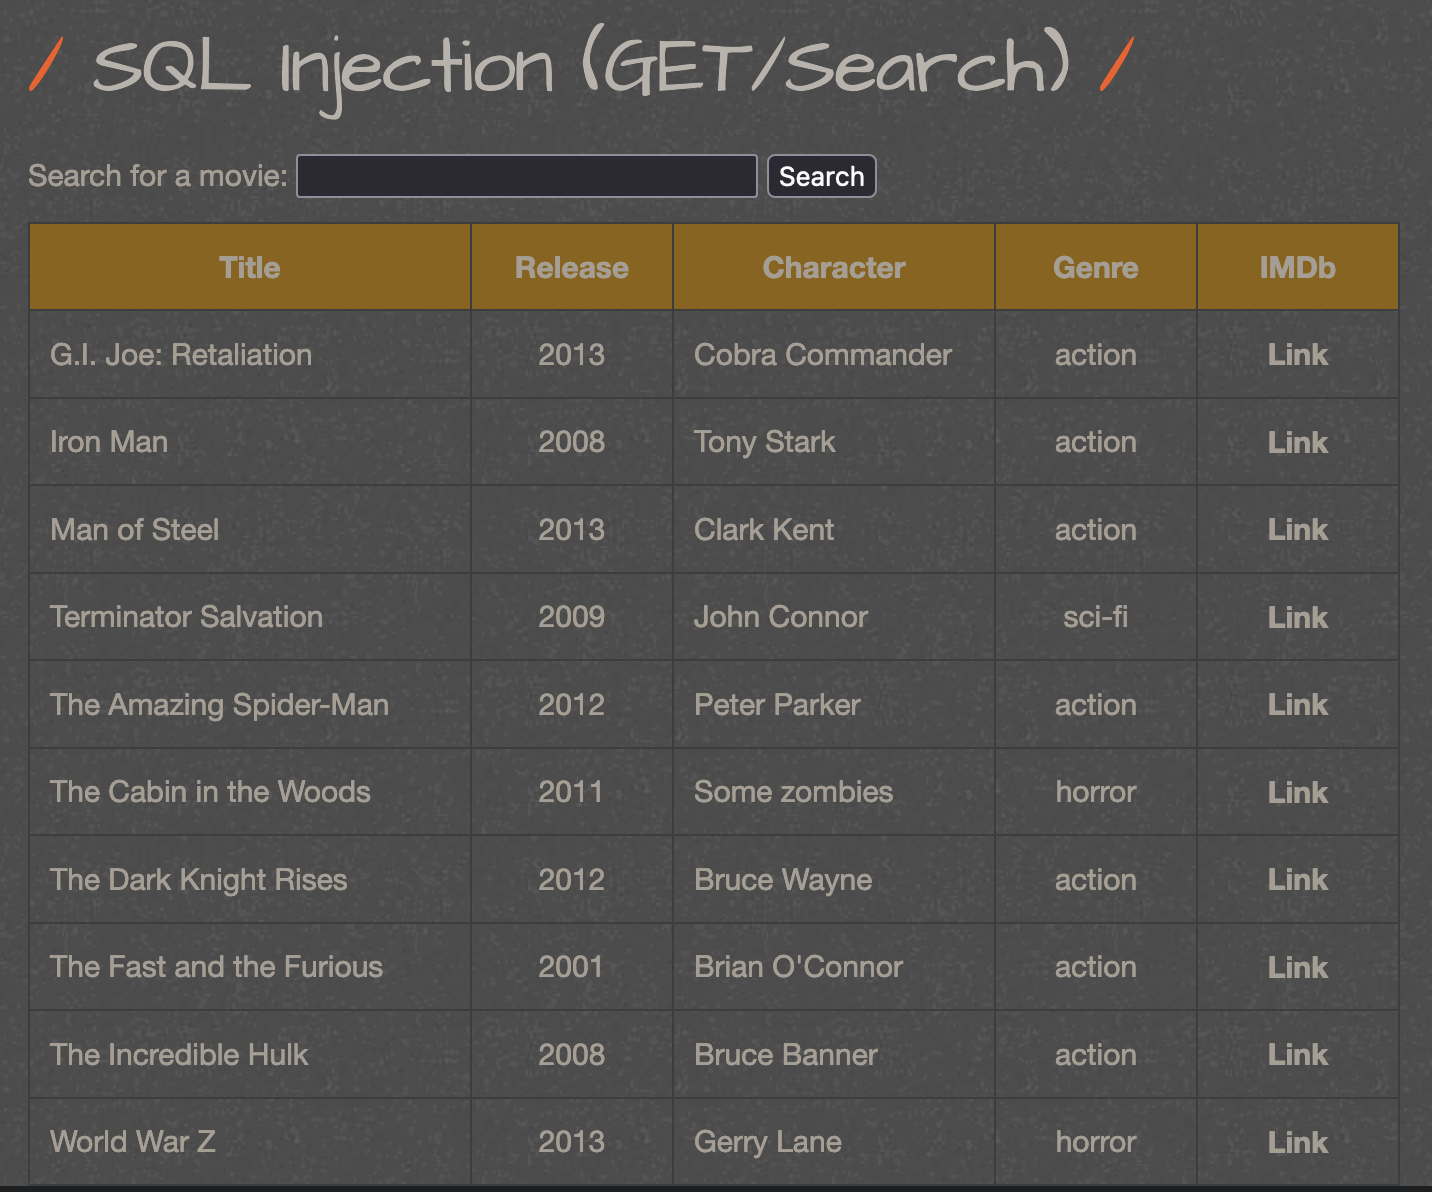 / SQL Injection (GET/Search) /
Search for a movie: Search
Title Release Character Genre IMDb
G.I. Joe: Retaliation 2013 Cobra Commander action Link
Iron Man 2008 Tony Stark action Link
Man of Steel 2013 Clark Kent action Link
Terminator Salvation 2009 John Connor sci-fi Link
The Amazing Spider-Man 2012 Peter Parker action Link
The Cabin in the Woods 2011 Some zombies horror Link
The Dark Knight Rises 2012 Bruce Wayne action Link
The Fast and the Furious 2001 Brian O'Connor action Link
The Incredible Hulk 2008 Bruce Banner action Link
World War Z 2013 Gerry Lane horror Link